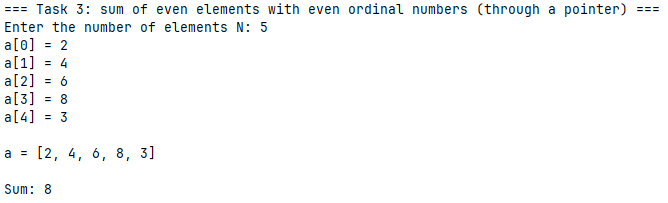 === Task 3: sum of even elements with even ordinal numbers (through a pointer) ===
Enter the number of elements N: 5
a[0] = 2
a[1] = 4
a[2] = 6
a[3] = 8
a[4] = 3
a = [2, 4, 6, 8, 3]
Sum: 8